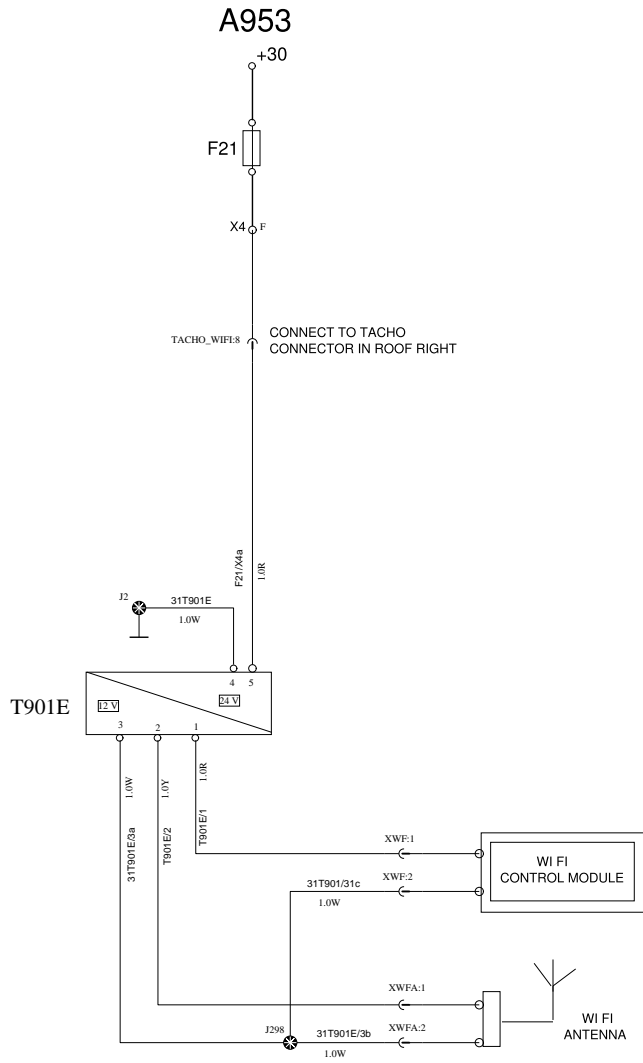 A953
+30
F21
X4 F
TACHO_WIFI:8
CONNECT TO TACHO
CONNECTOR IN ROOF RIGHT
F21/X4a
1.0R
J2
31T901E
1.0W
4 5
T901E
12 V
24 V
3 2 1
1.0W
1.0Y
1.0R
31T901E/3a
T901E/2
T901E/1
XWF:1
XWF:2
31T901/31c
1.0W
WI FI
CONTROL MODULE
XWFA:1
J298
31T901E/3b
XWFA:2
1.0W
WI FI
ANTENNA